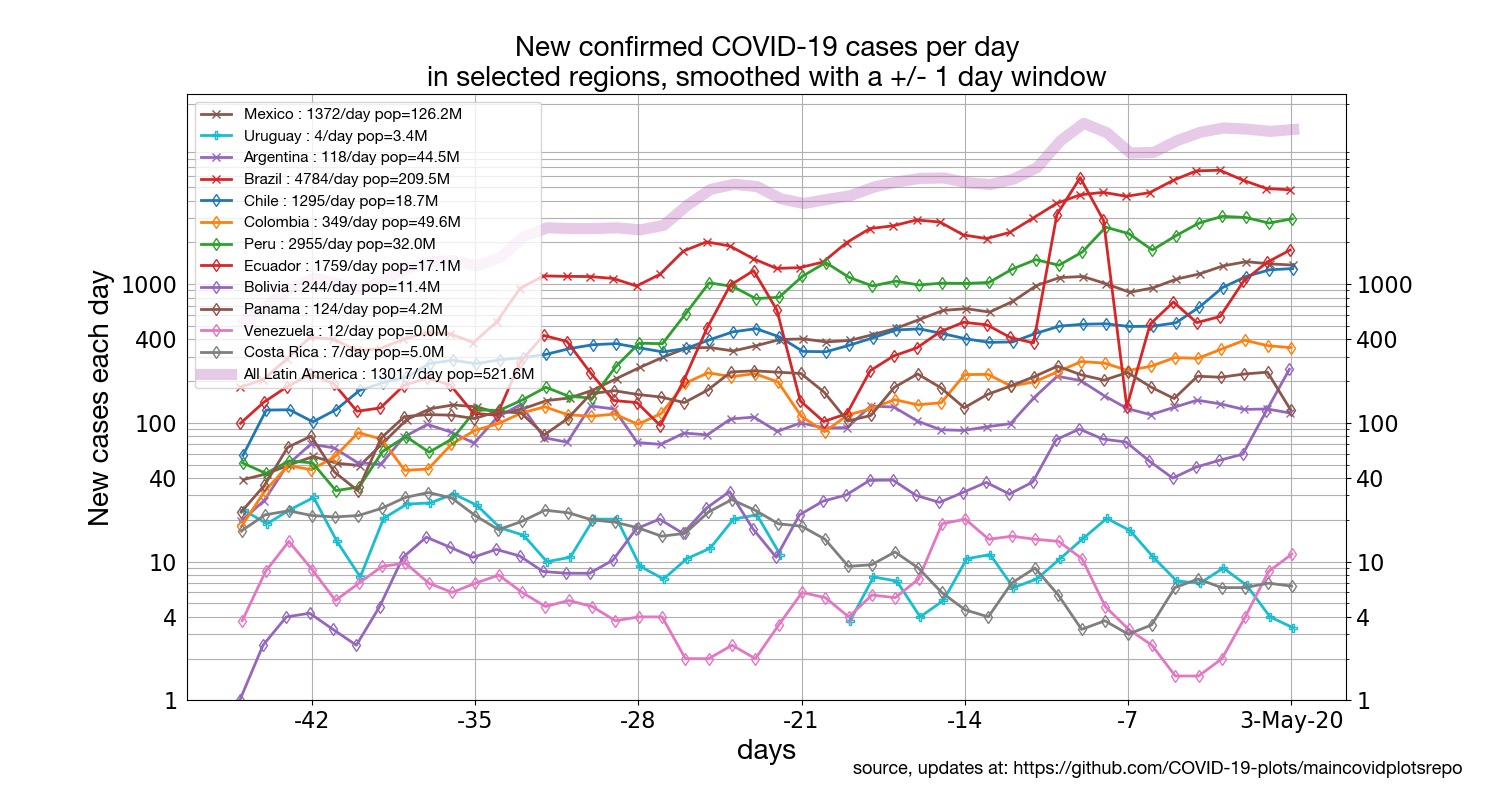 New confirmed COVID-19 cases per day
in selected regions, smoothed with a +/- 1 day window
Mexico : 1372/day pop=126.2M
Uruguay : 4/day pop=3.4M
Argentina : 118/day pop=44.5M
Brazil : 4784/day pop=209.5M
Chile : 1295/day pop=18.7M
Colombia : 349/day pop=49.6M
Peru : 2955/day pop=32.0M
Ecuador : 1759/day pop=17.1M
Bolivia : 244/day pop=11.4M
Panama : 124/day pop=4.2M
Venezuela : 12/day pop=0.0M
Costa Rica : 7/day pop=5.0M
All Latin America : 13017/day pop=521.6M
New cases each day
1000
400
100
40
10
4
1
1000
400
100
40
10
4
1
-42 -35 -28 -21 -14 -7 3-May-20
days
source, updates at: https://github.com/COVID-19-plots/maincovidplotsrepo